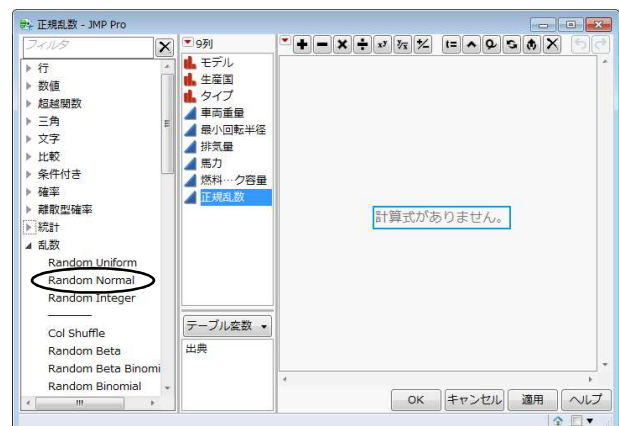 正規乱数 - JMP Pro
フィルタ
行
数値
超越関数
三角
文字
比較
条件付き
確率
離散型確率
統計
乱数
Random Uniform
Random Normal
Random Integer
Col Shuffle
Random Beta
Random Beta Binomi
Random Binomial
9列
モデル
生産国
タイプ
車両重量
最小回転半径
排気量
馬力
燃料…ク容量
正規乱数
テーブル変数
出典
計算式がありません。
OK キャンセル 適用 ヘルプ